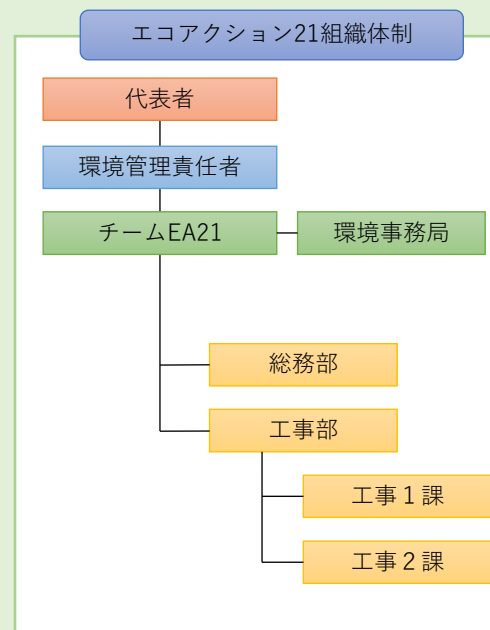 エコアクション21組織体制
代表者
環境管理責任者
チームEA21
環境事務局
総務部
工事部
工事１課
工事２課